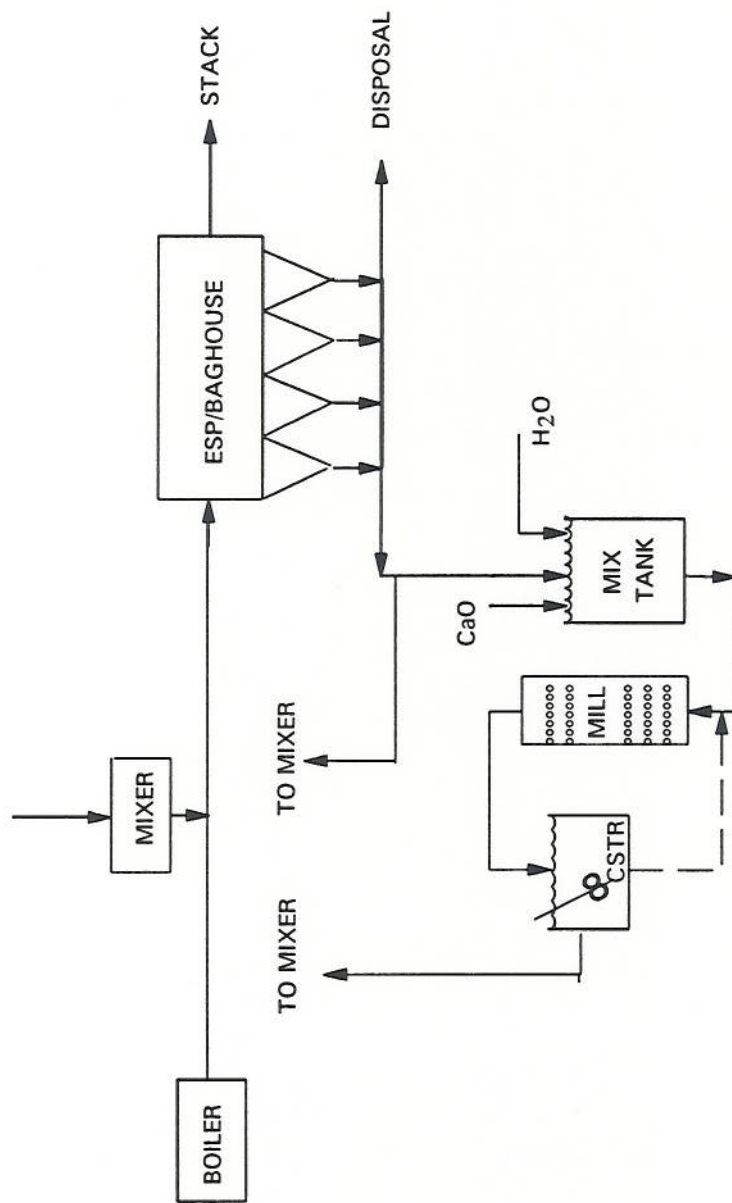 BOILER
MIXER
ESP/BAGHOUSE
STACK
DISPOSAL
TO MIXER
TO MIXER
CaO
H2O
MIX
TANK
MILL
CSTR